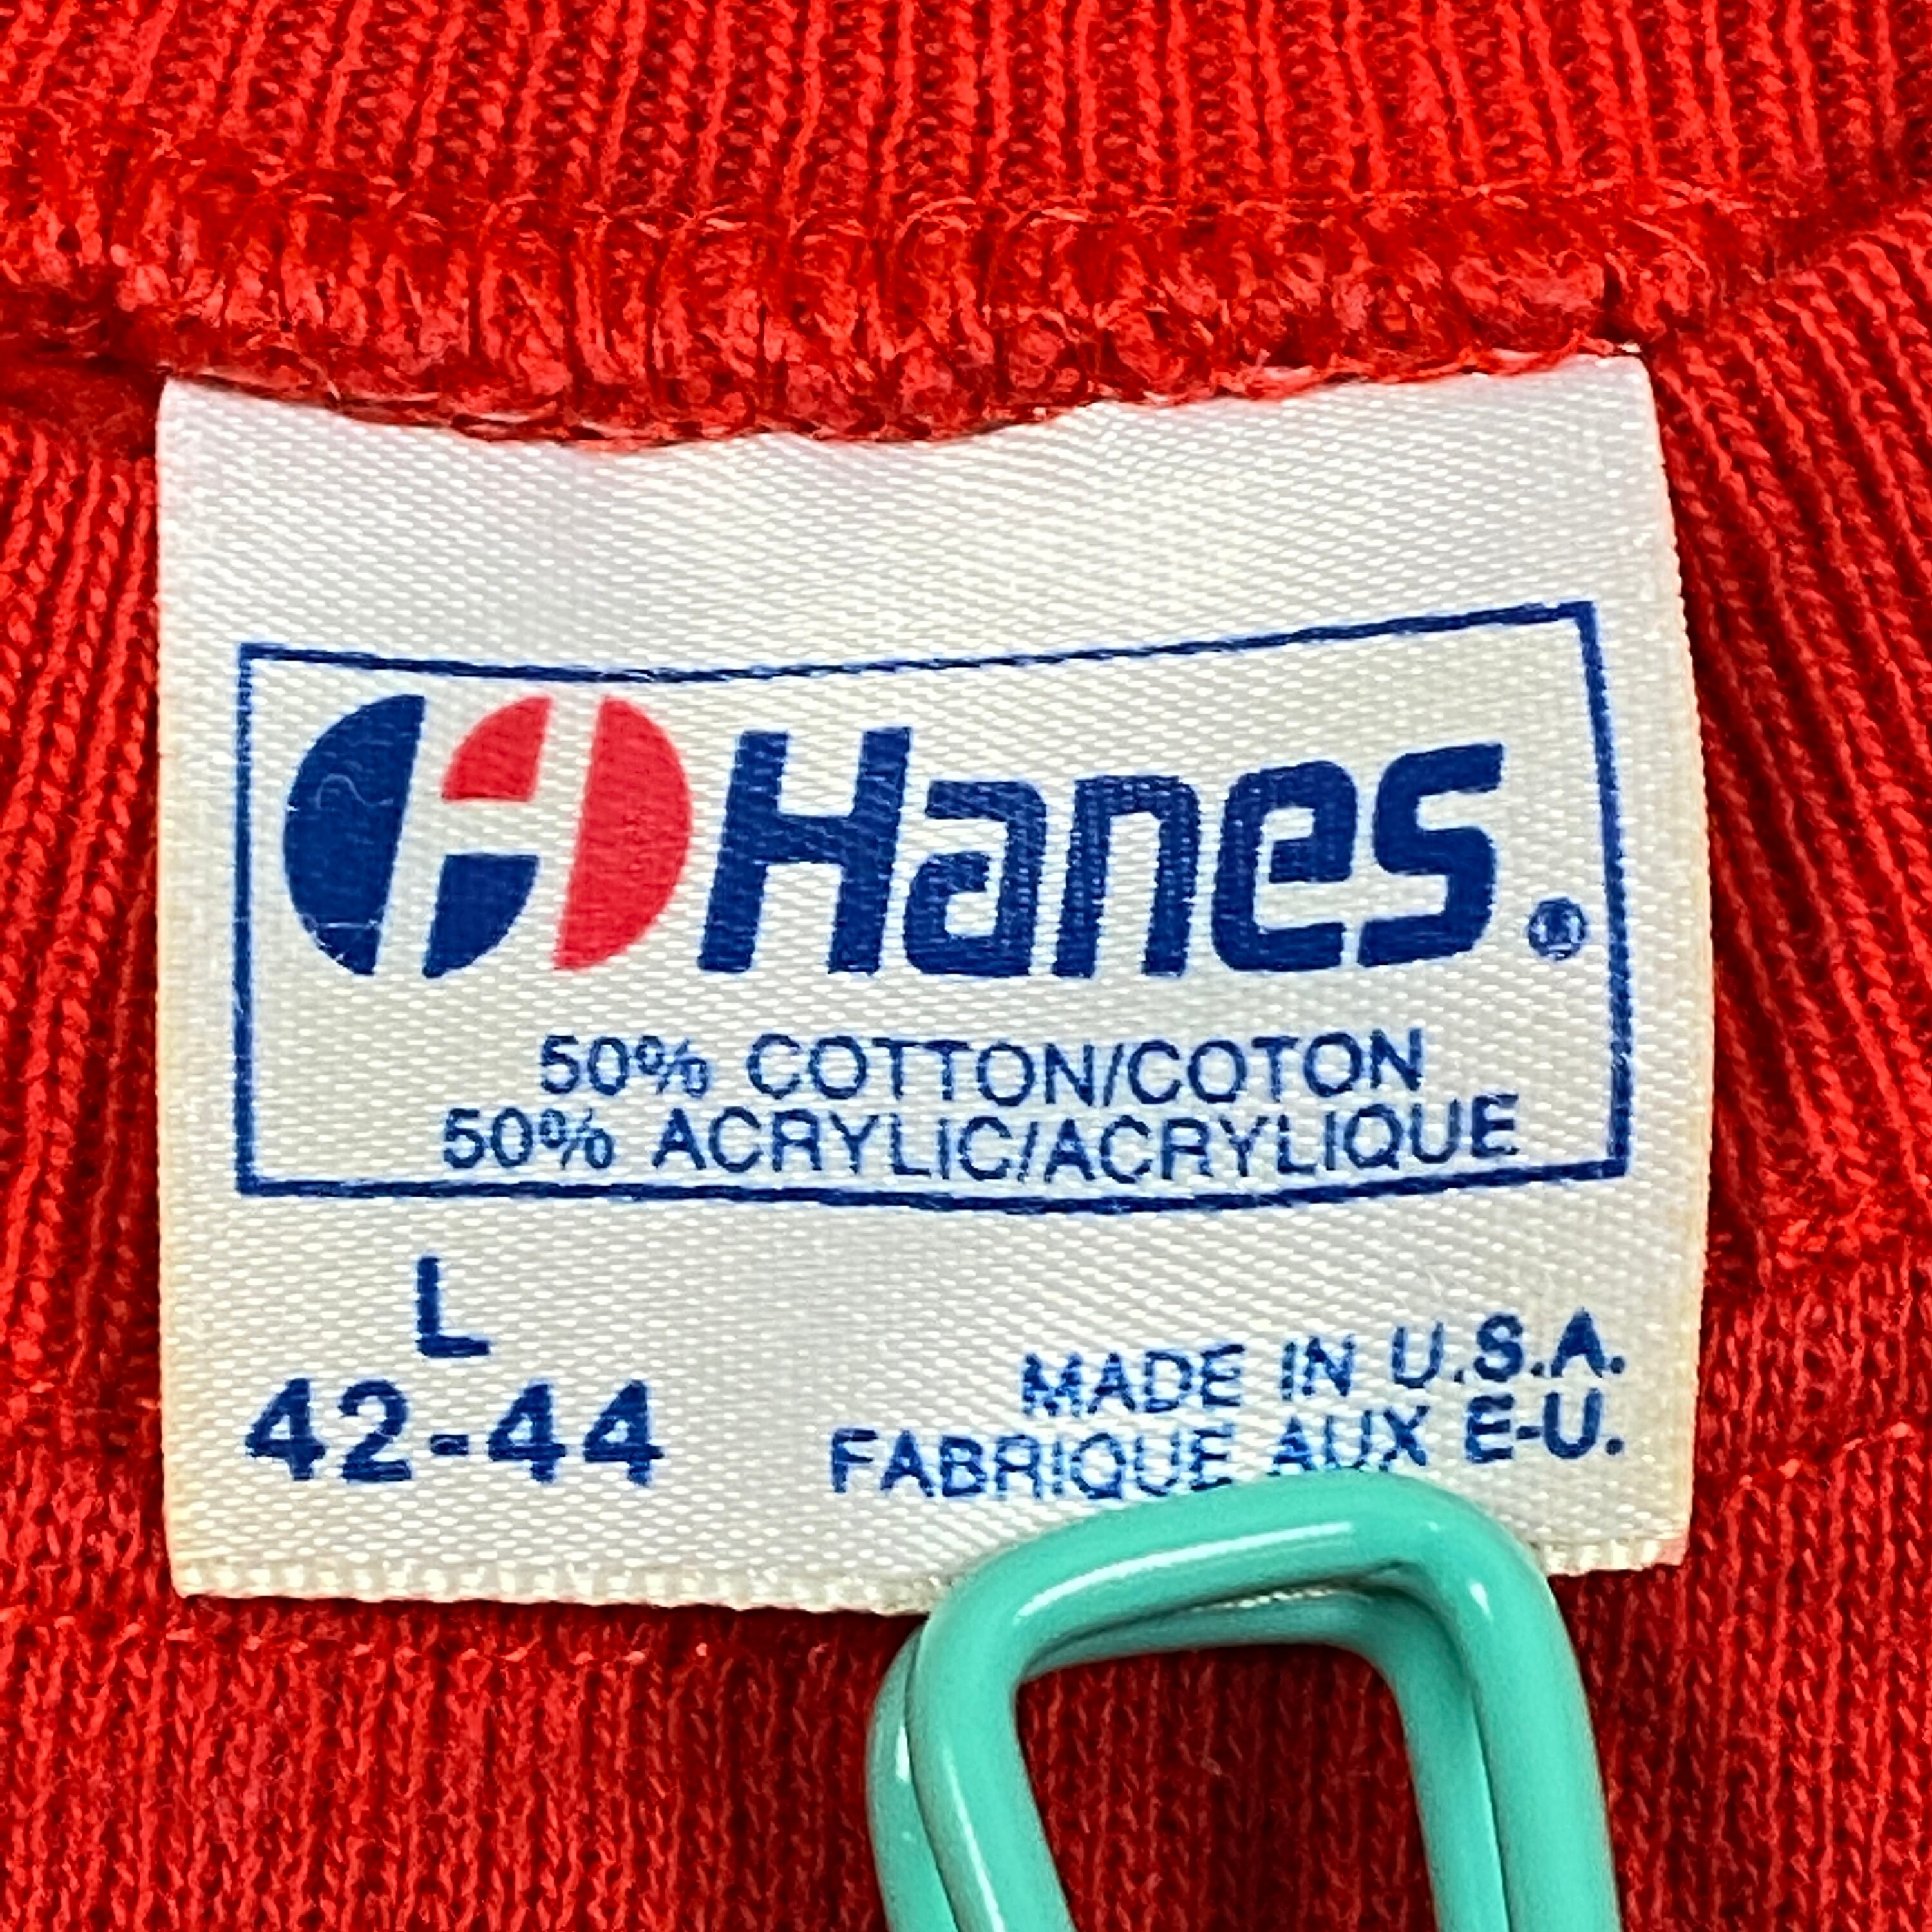 Hanes®
50% COTTON/COTON
50% ACRYLIC/ACRYLIQUE
L
42-44
MADE IN U.S.A.
FABRIQUE AUX E-U.